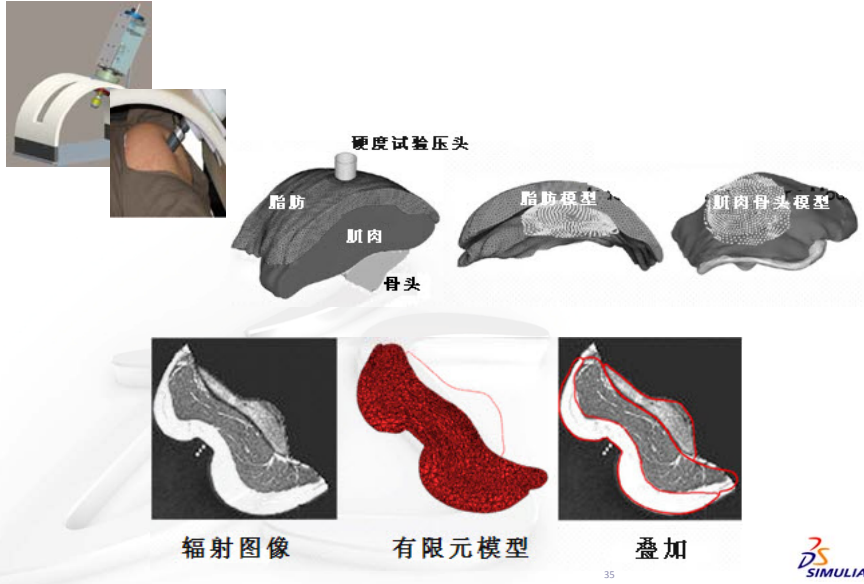 硬度试验压头
脂肪
肌肉
骨头
脂肪模型
肌肉骨头模型
辐射图像
有限元模型
叠加
35
SIMULIA